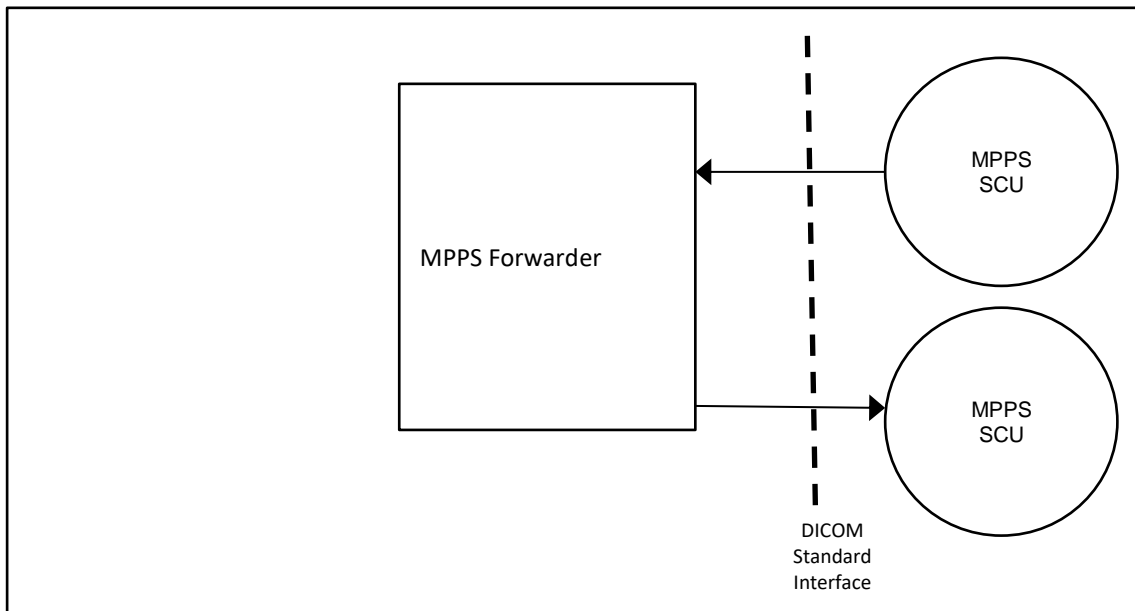 MPPS
SCU
MPPS Forwarder
MPPS
SCU
DICOM
Standard
Interface